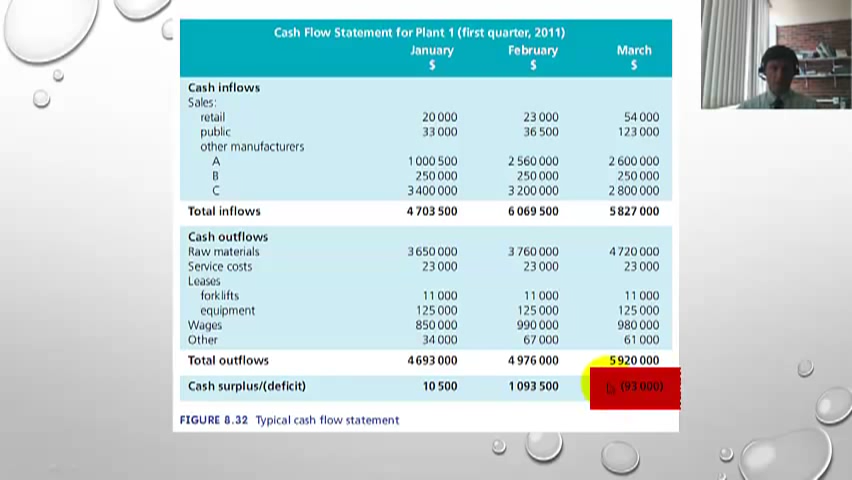 Cash Flow Statement for Plant 1 (first quarter, 2011)
January February March
$ $ $
Cash inflows
Sales:
retail 20 000 23 000 54 000
public 33 000 36 500 123 000
other manufacturers
A 1 000 500 2 560 000 2 600 000
B 250 000 250 000 250 000
C 3 400 000 3 200 000 2 800 000
Total inflows 4 703 500 6 069 500 5 827 000
Cash outflows
Raw materials 3 650 000 3 760 000 4 720 000
Service costs 23 000 23 000 23 000
Leases
forklifts 11 000 11 000 11 000
equipment 125 000 125 000 125 000
Wages 850 000 990 000 980 000
Other 34 000 67 000 61 000
Total outflows 4 693 000 4 976 000 5 920 000
Cash surplus/(deficit) 10 500 1 093 500 (93 000)
FIGURE 8.32 Typical cash flow statement